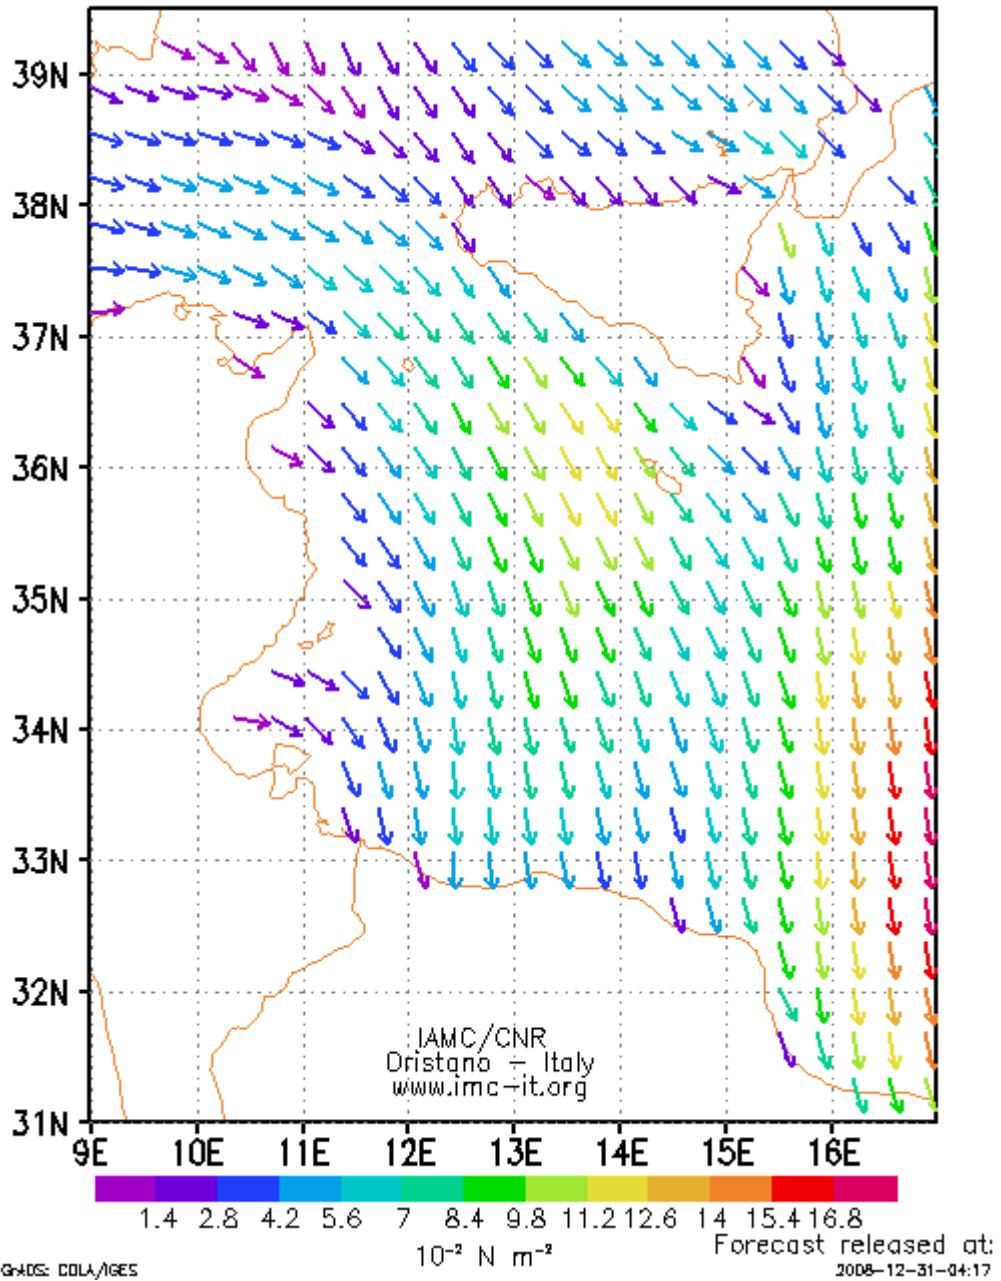 39N
38N
37N
36N
35N
34N
33N
32N
31N
IAMC/CNR
Oristano - Italy
www.imc-it.org
9E 10E 11E 12E 13E 14E 15E 16E
1.4 2.8 4.2 5.6 7 8.4 9.8 11.2 12.6 14 15.4 16.8
10⁻² N m⁻²
Forecast released at:
GrADS: COLA/IGES
2008-12-31-04:17